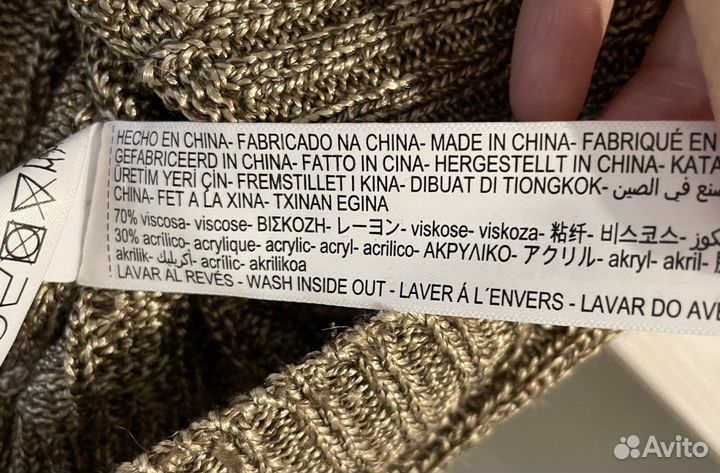 HECHO EN CHINA- FABRICADO NA CHINA- MADE IN CHINA- FABRIQUÉ EN
GEFABRICEERD IN CHINA- FATTO IN CINA- HERGESTELLT IN CHINA- KATA
ÜRETİM YERİ ÇİN- FREMSTILLET I KINA- DIBUAT DI TIONGKOK- صنع في الصين
CHINA- FET A LA XINA- TXINAN EGINA
70% viscosa- viscose- ΒΙΣΚΟΖΗ- レーヨン- viskose- viskoza- 粘纤- 비스코스-
30% acrílico- acrylique- acrylic- acryl- acrilico- ΑΚΡΥΛΙΚΟ- アクリル- akryl- akril-
akrilik- أكريليك- acrílic- akrilikoa
LAVAR AL REVÉS - WASH INSIDE OUT - LAVER Á L´ENVERS - LAVAR DO AVE
Avito